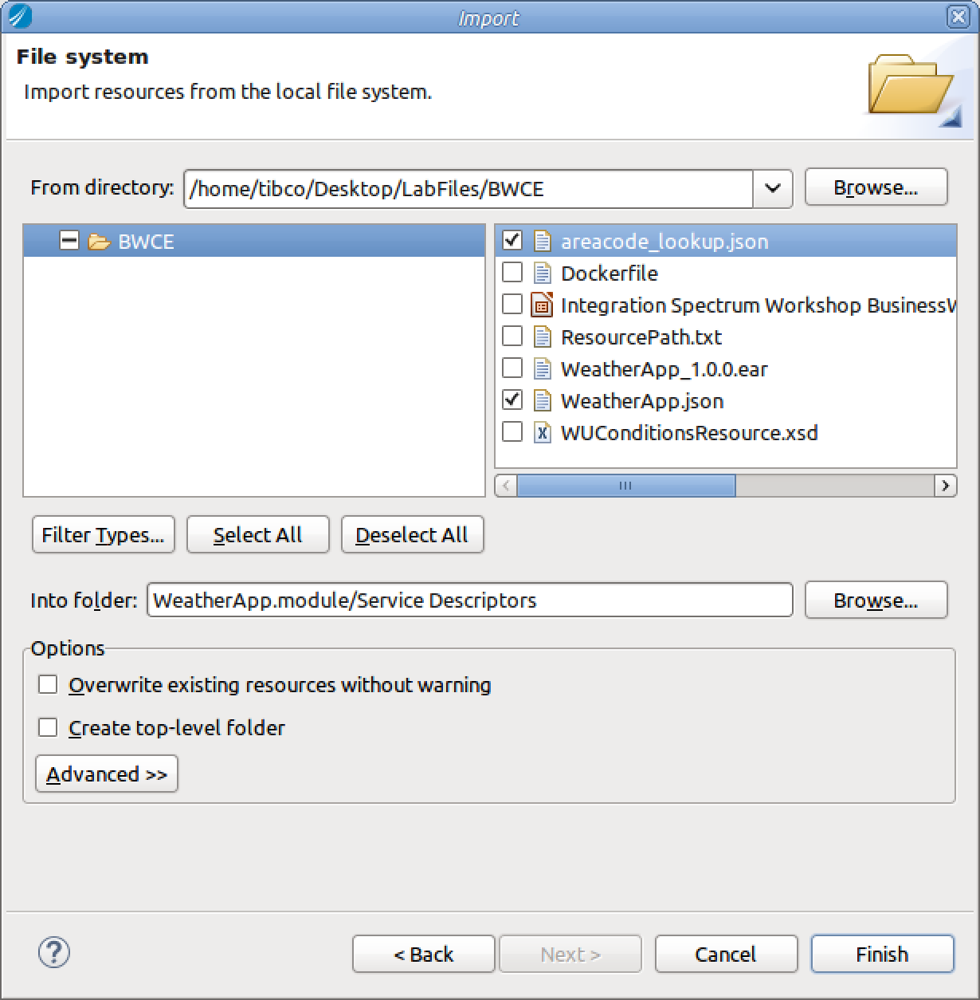 Import
File system
Import resources from the local file system.
From directory: /home/tibco/Desktop/LabFiles/BWCE Browse...
BWCE
areacode_lookup.json
Dockerfile
Integration Spectrum Workshop BusinessW
ResourcePath.txt
WeatherApp_1.0.0.ear
WeatherApp.json
WUConditionsResource.xsd
Filter Types... Select All Deselect All
Into folder: WeatherApp.module/Service Descriptors Browse...
Options
Overwrite existing resources without warning
Create top-level folder
Advanced >>
? < Back Next > Cancel Finish